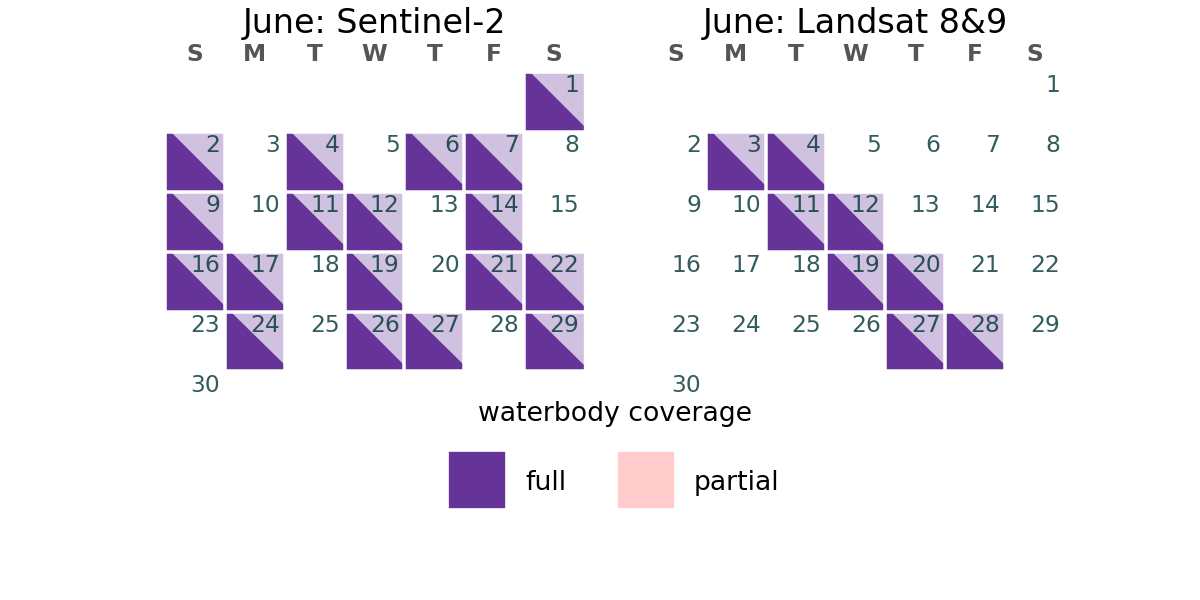 June: Sentinel-2
S M T W T F S
1
2 3 4 5 6 7 8
9 10 11 12 13 14 15
16 17 18 19 20 21 22
23 24 25 26 27 28 29
30
June: Landsat 8&9
S M T W T F S
1
2 3 4 5 6 7 8
9 10 11 12 13 14 15
16 17 18 19 20 21 22
23 24 25 26 27 28 29
30
waterbody coverage
full partial